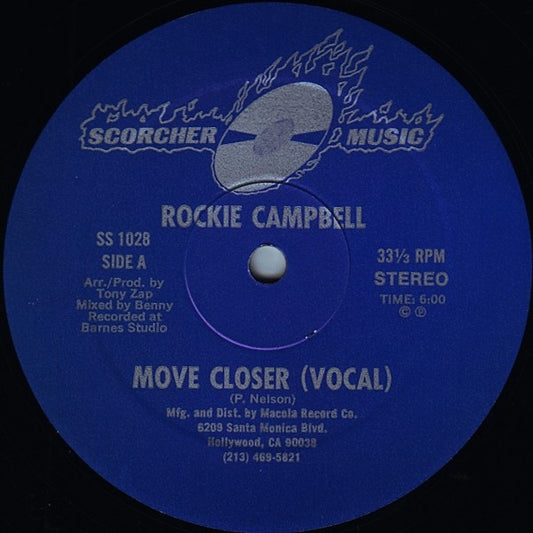 SCORCHER MUSIC
ROCKIE CAMPBELL
SS 1028
SIDE A
Arr./Prod. by
Tony Zap
Mixed by Benny
Recorded at
Barnes Studio
33 1/3 RPM
STEREO
TIME: 6:00
© ℗
MOVE CLOSER (VOCAL)
(P. Nelson)
Mfg. and Dist. by Macola Record Co.
6209 Santa Monica Blvd.
Hollywood, CA 90038
(213) 469-5821